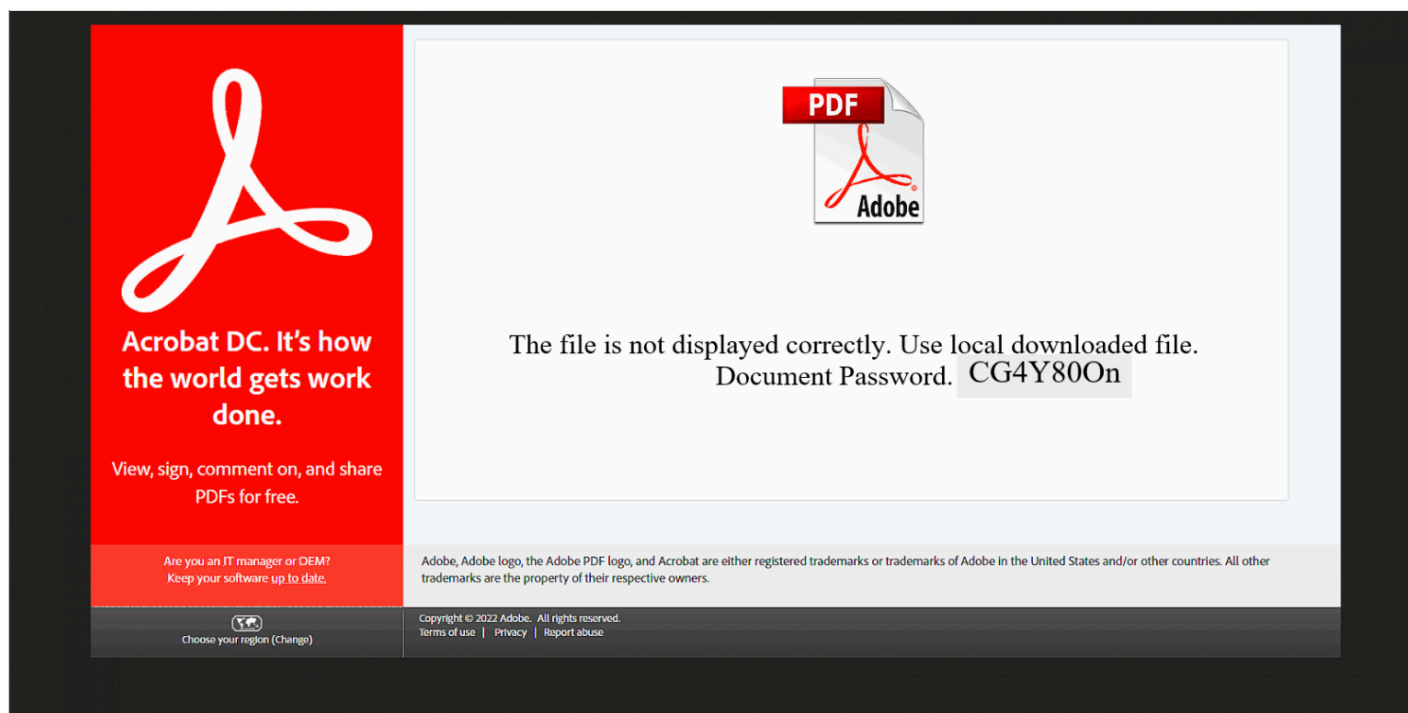 Acrobat DC. It's how
the world gets work
done.
View, sign, comment on, and share
PDFs for free.
Are you an IT manager or OEM?
Keep your software up to date.
Choose your region (Change)
PDF
Adobe
The file is not displayed correctly. Use local downloaded file.
Document Password. CG4Y80On
Adobe, Adobe logo, the Adobe PDF logo, and Acrobat are either registered trademarks or trademarks of Adobe in the United States and/or other countries. All other
trademarks are the property of their respective owners.
Copyright © 2022 Adobe. All rights reserved.
Terms of use | Privacy | Report abuse